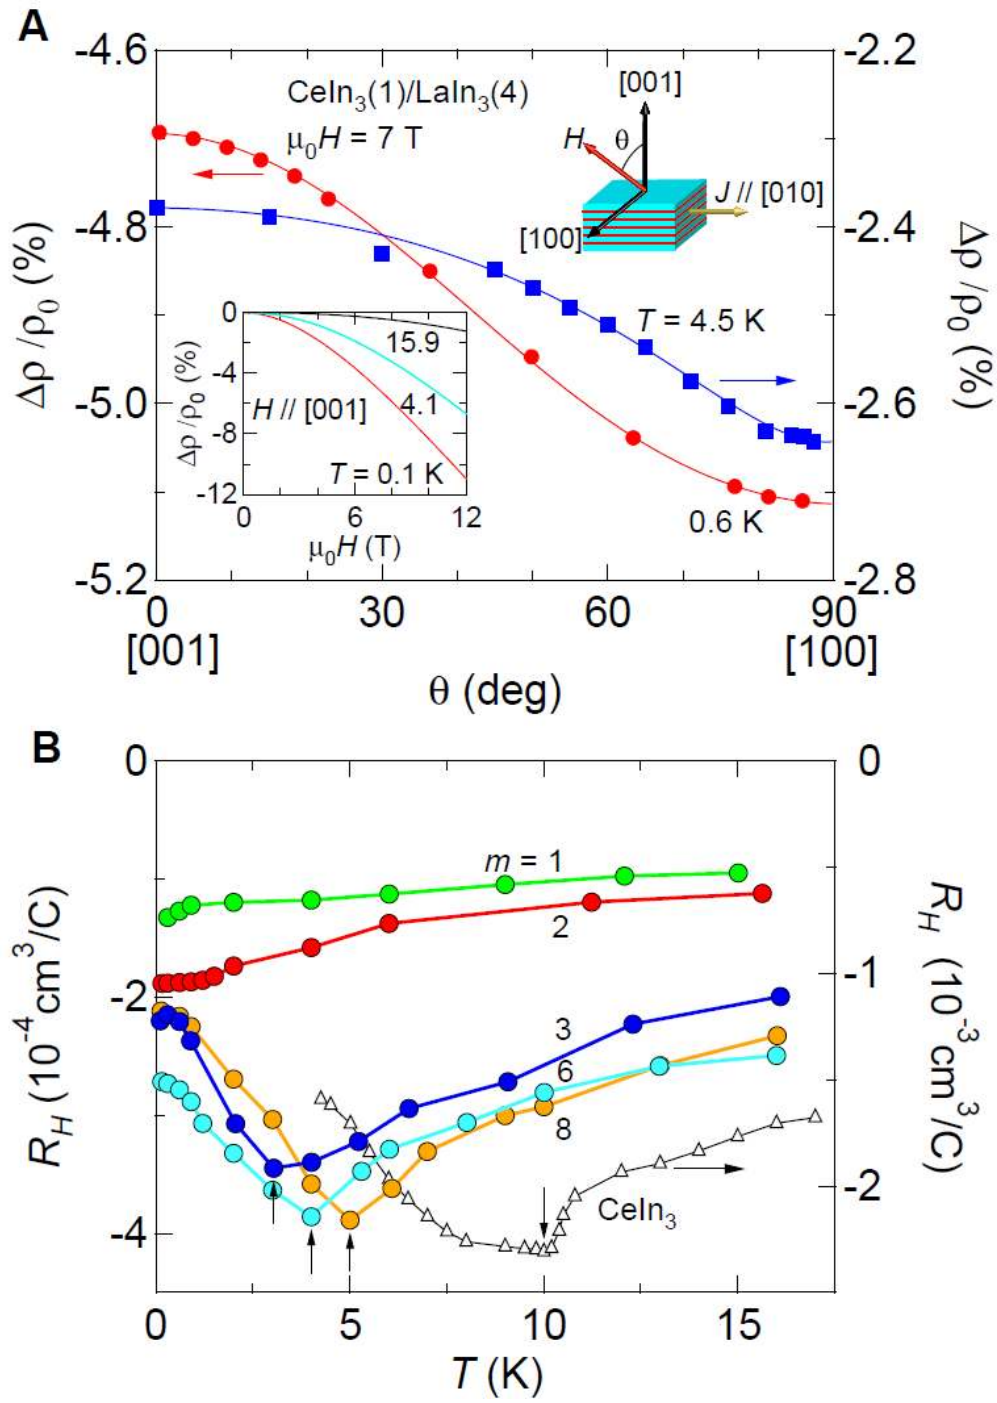 A
-4.6
-4.8
-5.0
-5.2
Δρ /ρ0 (%)
-2.2
-2.4
-2.6
-2.8
Δρ /ρ0 (%)
CeIn3(1)/LaIn3(4)
μ0H = 7 T
[001]
H
θ
J // [010]
[100]
T = 4.5 K
0.6 K
0
-4
-8
-12
Δρ /ρ0 (%)
15.9
4.1
H // [001]
T = 0.1 K
0 6 12
μ0H (T)
0 30 60 90
[001] [100]
θ (deg)
B
0
-2
-4
RH (10-4 cm3/C)
0
-1
-2
RH (10-3 cm3/C)
m = 1
2
3
6
8
CeIn3
0 5 10 15
T (K)